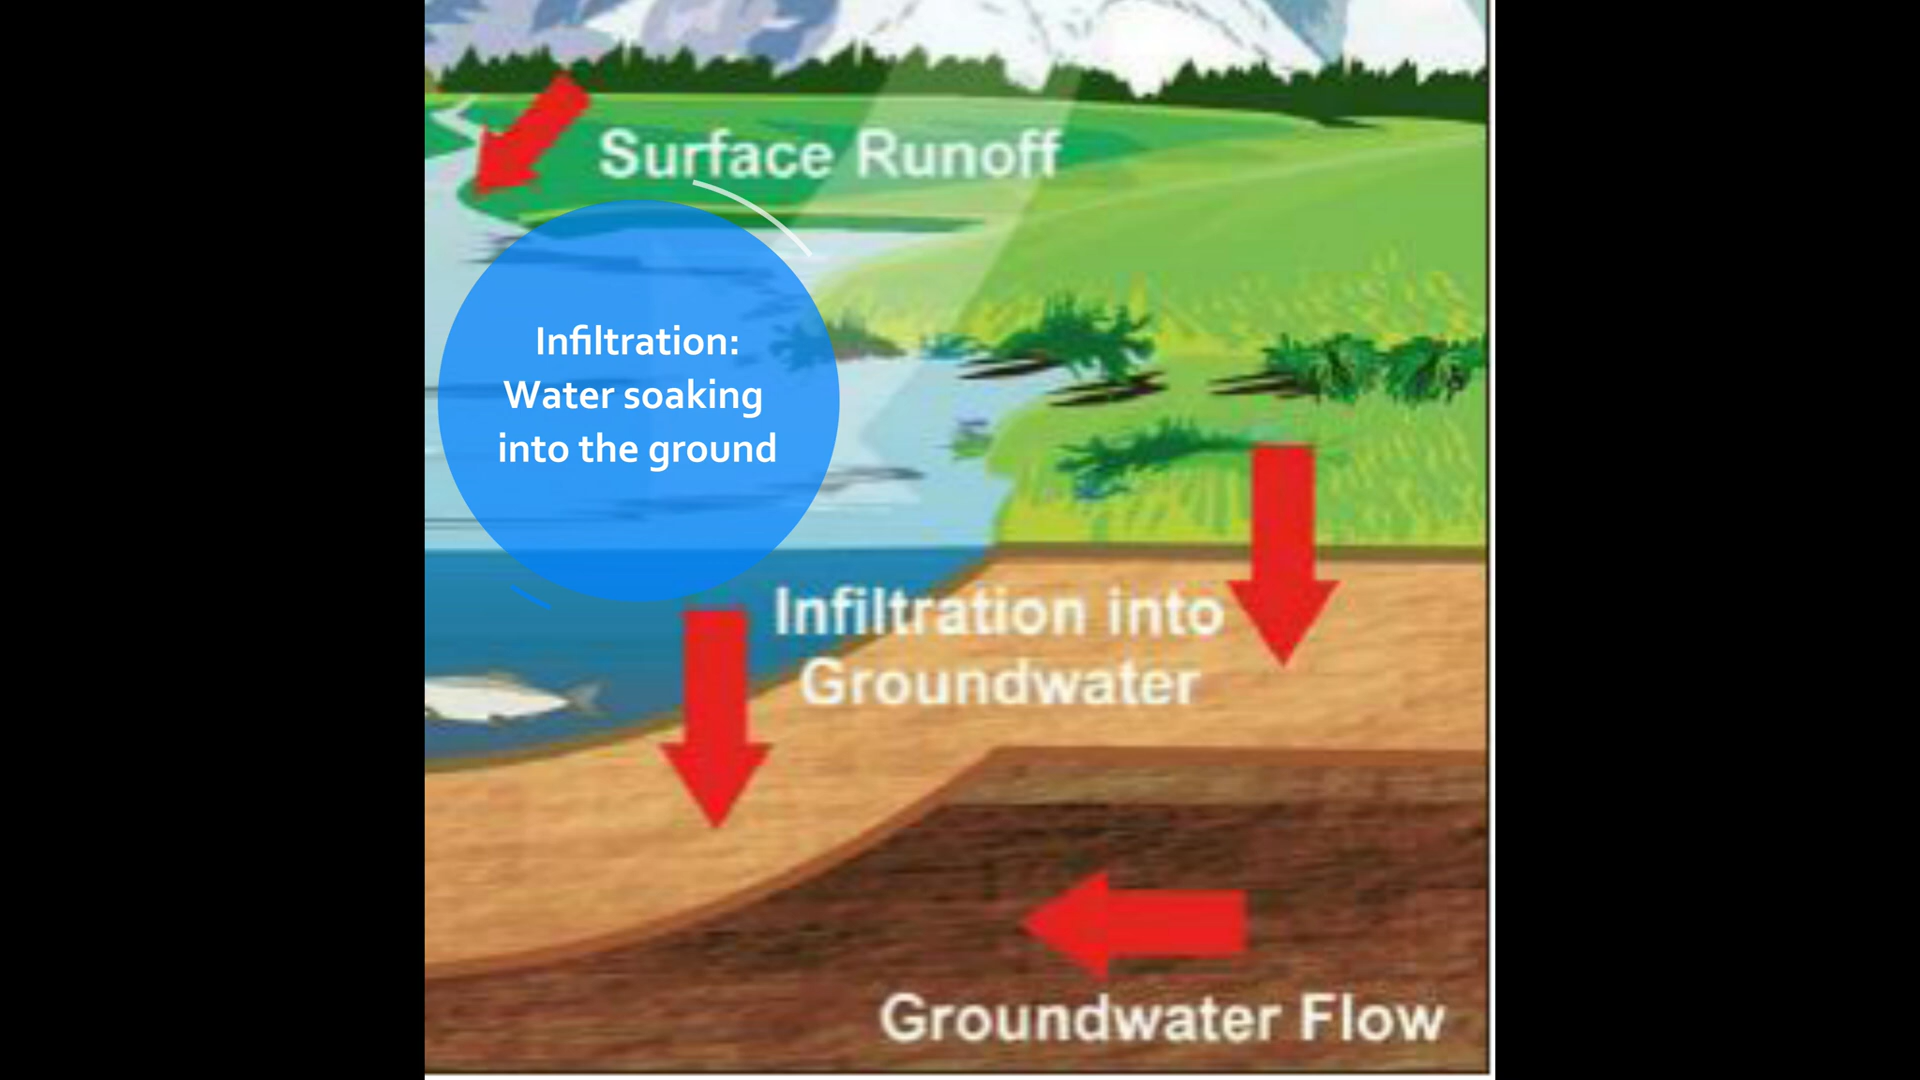 Surface Runoff
Infiltration:
Water soaking
into the ground
Infiltration into
Groundwater
Groundwater Flow